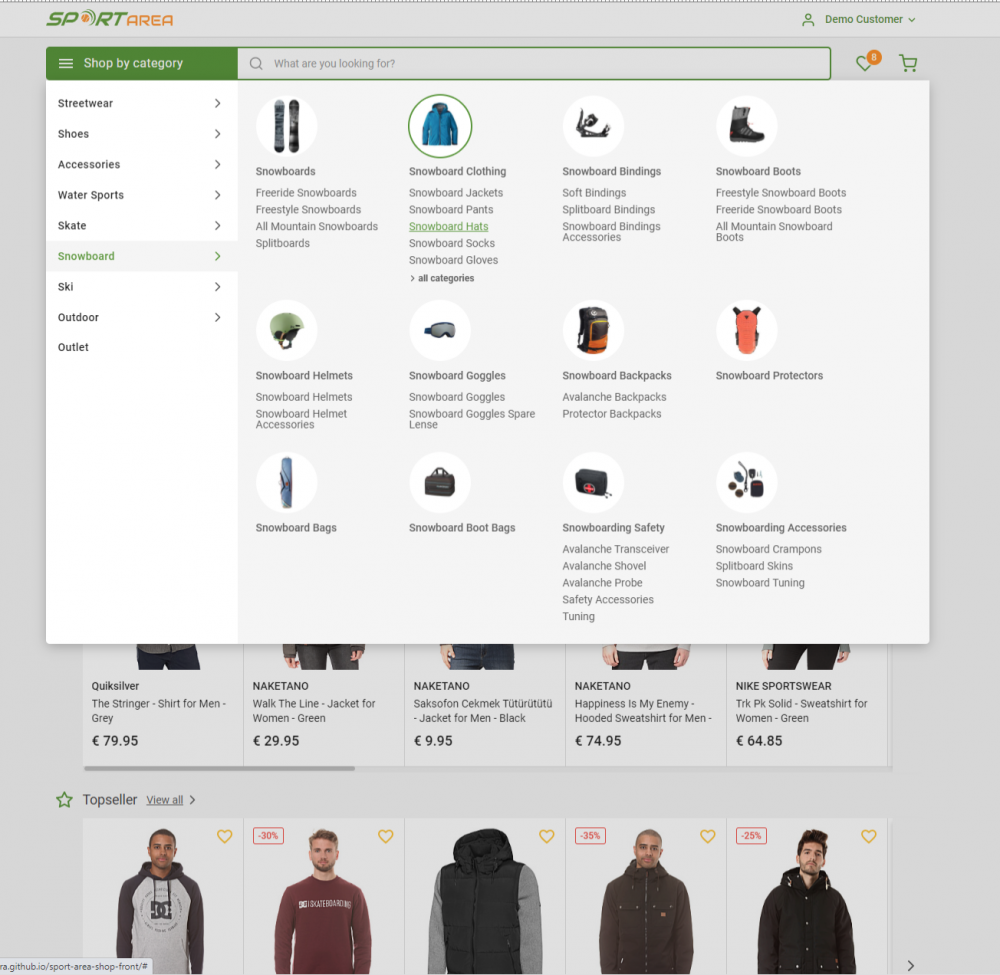 SPORTAREA
Demo Customer
Shop by category
What are you looking for?
8
Streetwear
Shoes
Accessories
Water Sports
Skate
Snowboard
Ski
Outdoor
Outlet
Snowboards
Freeride Snowboards
Freestyle Snowboards
All Mountain Snowboards
Splitboards
Snowboard Clothing
Snowboard Jackets
Snowboard Pants
Snowboard Hats
Snowboard Socks
Snowboard Gloves
all categories
Snowboard Bindings
Soft Bindings
Splitboard Bindings
Snowboard Bindings
Accessories
Snowboard Boots
Freestyle Snowboard Boots
Freeride Snowboard Boots
All Mountain Snowboard
Boots
Snowboard Helmets
Snowboard Helmets
Snowboard Helmet
Accessories
Snowboard Goggles
Snowboard Goggles
Snowboard Goggles Spare
Lense
Snowboard Backpacks
Avalanche Backpacks
Protector Backpacks
Snowboard Protectors
Snowboard Bags
Snowboard Boot Bags
Snowboarding Safety
Avalanche Transceiver
Avalanche Shovel
Avalanche Probe
Safety Accessories
Tuning
Snowboarding Accessories
Snowboard Crampons
Splitboard Skins
Snowboard Tuning
Quiksilver
The Stringer - Shirt for Men -
Grey
€ 79.95
NAKETANO
Walk The Line - Jacket for
Women - Green
€ 29.95
NAKETANO
Saksofon Cekmek Tütürütütü
- Jacket for Men - Black
€ 9.95
NAKETANO
Happiness Is My Enemy -
Hooded Sweatshirt for Men -
€ 74.95
NIKE SPORTSWEAR
Trk Pk Solid - Sweatshirt for
Women - Green
€ 64.85
Topseller View all
-30%
-35%
-25%
DC
SKATEBOARDING
ra.github.io/sport-area-shop-front/#